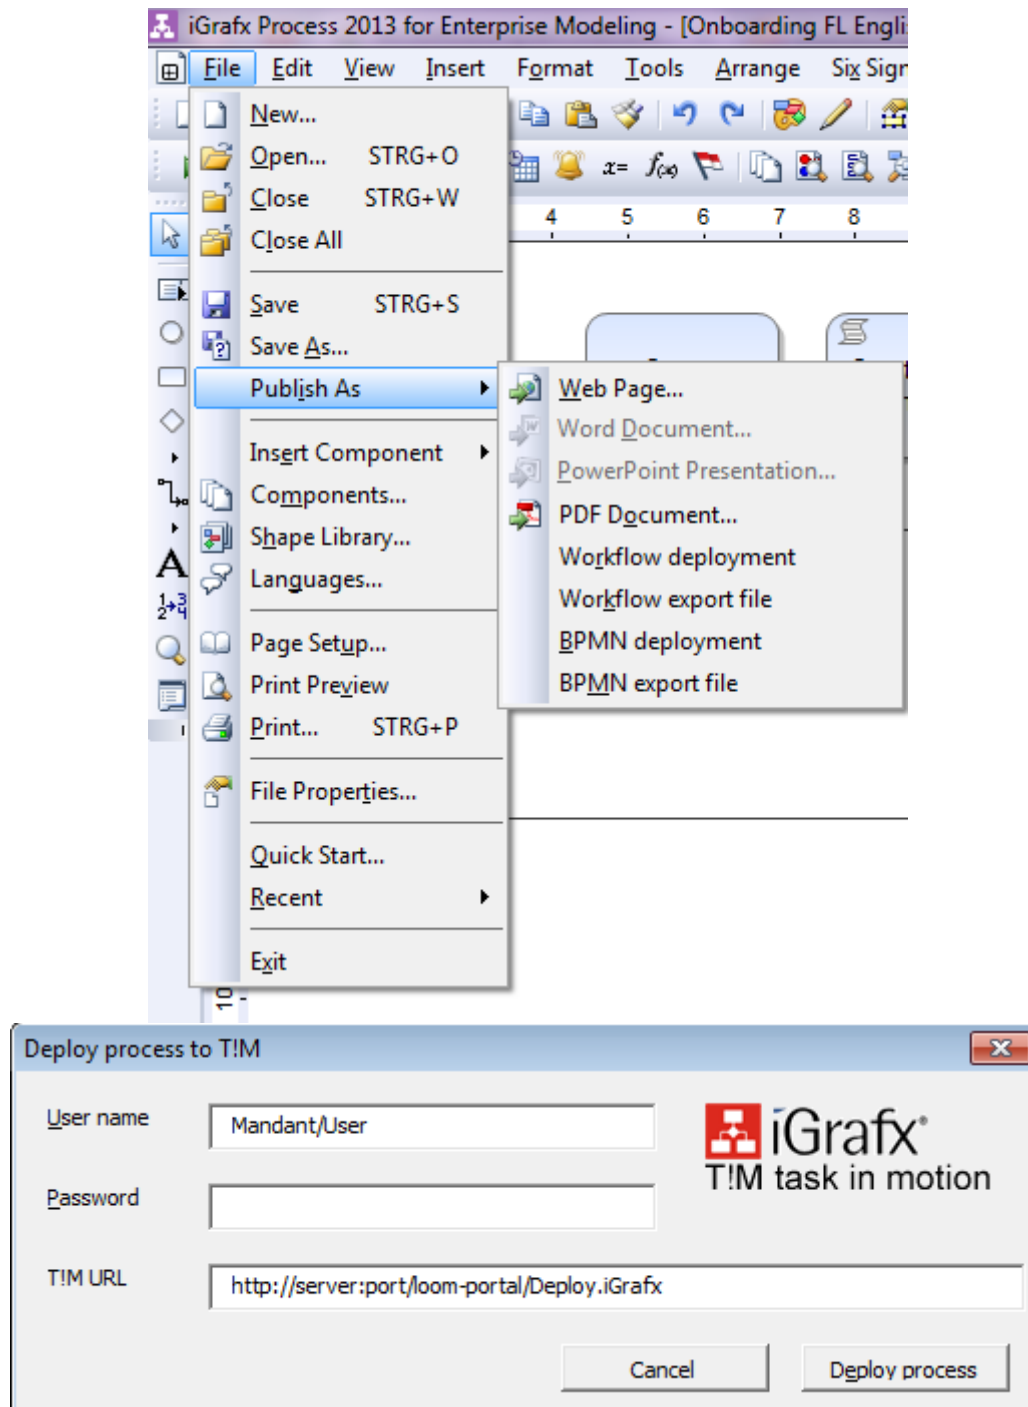 iGrafx Process 2013 for Enterprise Modeling - [Onboarding FL Engli
File Edit View Insert Format Tools Arrange Six Sigr
New...
Open... STRG+O
x= f(x)
Close STRG+W
4 5 6 7 8
Close All
Save STRG+S
Save As...
Publish As
Web Page...
Word Document...
Insert Component
PowerPoint Presentation...
Components...
PDF Document...
Shape Library...
Workflow deployment
A
Languages...
Workflow export file
1 2 3 4
Page Setup...
BPMN deployment
Print Preview
BPMN export file
Print... STRG+P
File Properties...
Quick Start...
Recent
Exit
10
Deploy process to T!M
User name
Mandant/User
iGrafx®
T!M task in motion
Password
T!M URL
http://server:port/loom-portal/Deploy.iGrafx
Cancel
Deploy process